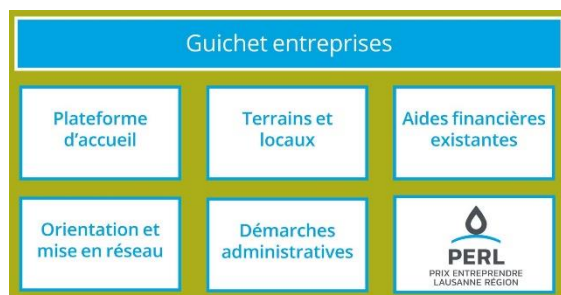 Guichet entreprises
Plateforme
d'accueil
Terrains et
locaux
Aides financières
existantes
Orientation et
mise en réseau
Démarches
administratives
PERL
PRIX ENTREPRENDRE
LAUSANNE RÉGION